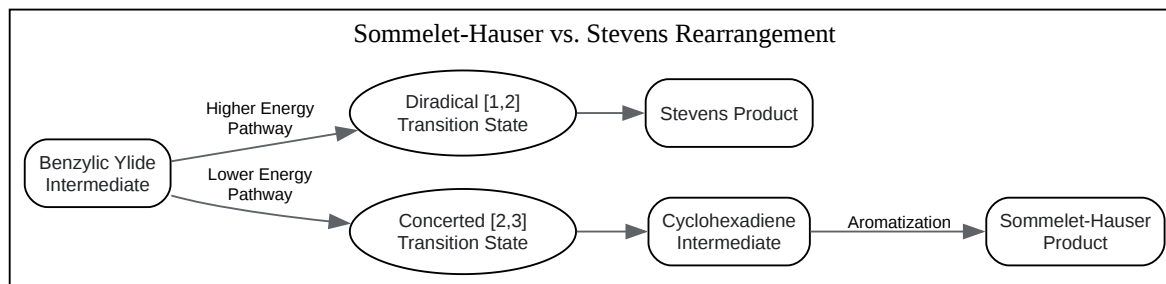 Sommelet-Hauser vs. Stevens Rearrangement
Higher Energy
Pathway
Diradical [1,2]
Transition State
Stevens Product
Benzylic Ylide
Intermediate
Lower Energy
Pathway
Concerted [2,3]
Transition State
Cyclohexadiene
Intermediate
Aromatization
Sommelet-Hauser
Product